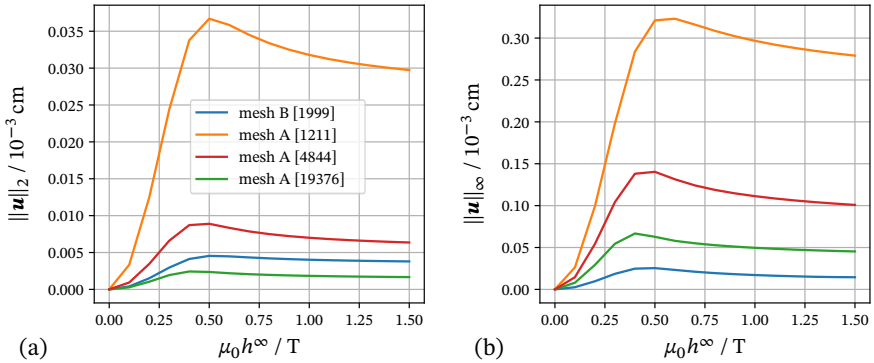 0.035
0.030
0.025
0.020
0.015
0.010
0.005
0.000
||u||₂ / 10⁻³ cm
mesh B [1999]
mesh A [1211]
mesh A [4844]
mesh A [19376]
0.00 0.25 0.50 0.75 1.00 1.25 1.50
μ₀h^∞ / T
(a)
0.30
0.25
0.20
0.15
0.10
0.05
0.00
||u||∞ / 10⁻³ cm
0.00 0.25 0.50 0.75 1.00 1.25 1.50
μ₀h^∞ / T
(b)